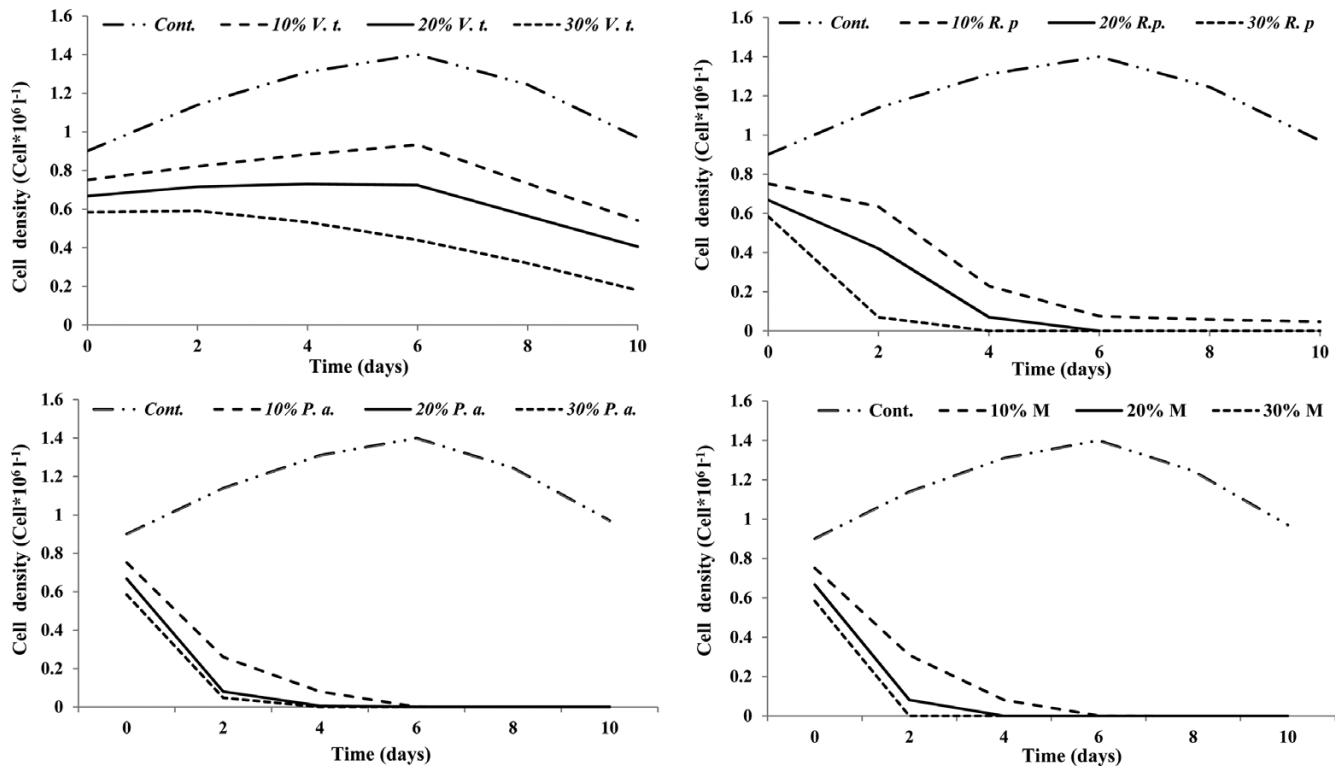 Cont. 10% V. t. 20% V. t. 30% V. t.
Cell density (Cell*10⁶ l⁻¹)
1.6
1.4
1.2
1
0.8
0.6
0.4
0.2
0
0 2 4 6 8 10
Time (days)
Cont. 10% R. p 20% R.p. 30% R. p
Cell density (Cell*10⁶ l⁻¹)
1.6
1.4
1.2
1
0.8
0.6
0.4
0.2
0
0 2 4 6 8 10
Time (days)
Cont. 10% P. a. 20% P. a. 30% P. a.
Cell density (Cell*10⁶ l⁻¹)
1.6
1.4
1.2
1
0.8
0.6
0.4
0.2
0
0 2 4 6 8 10
Time (days)
Cont. 10% M 20% M 30% M
Cell density (Cell*10⁶ l⁻¹)
1.6
1.4
1.2
1
0.8
0.6
0.4
0.2
0
0 2 4 6 8 10
Time (days)